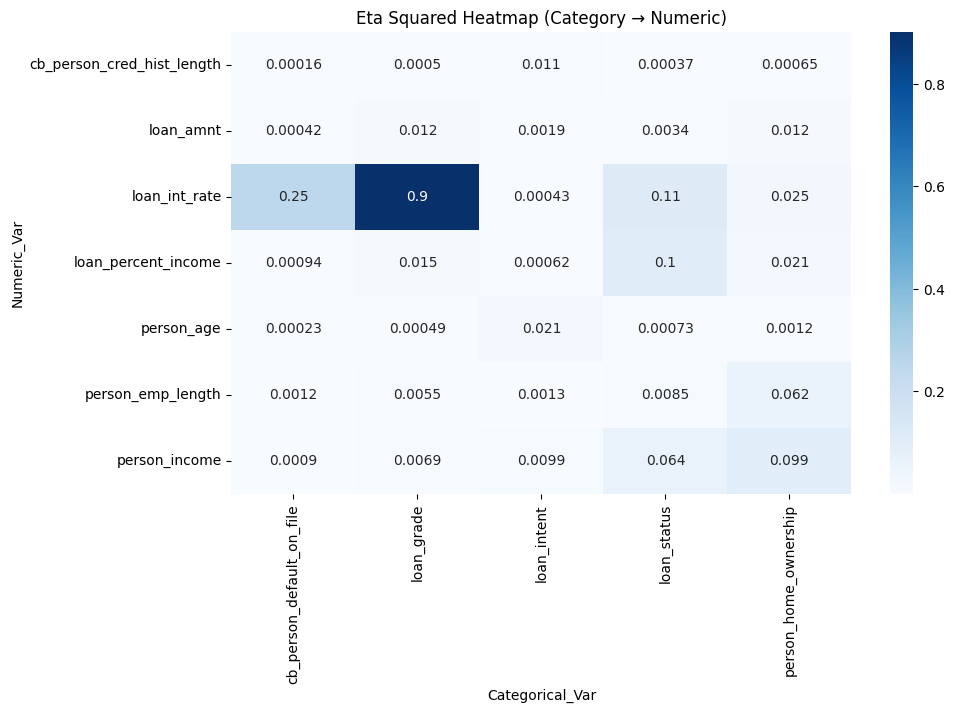 Eta Squared Heatmap (Category → Numeric)
Numeric_Var
cb_person_cred_hist_length 0.00016 0.0005 0.011 0.00037 0.00065
loan_amnt 0.00042 0.012 0.0019 0.0034 0.012
loan_int_rate 0.25 0.9 0.00043 0.11 0.025
loan_percent_income 0.00094 0.015 0.00062 0.1 0.021
person_age 0.00023 0.00049 0.021 0.00073 0.0012
person_emp_length 0.0012 0.0055 0.0013 0.0085 0.062
person_income 0.0009 0.0069 0.0099 0.064 0.099
cb_person_default_on_file
loan_grade
loan_intent
loan_status
person_home_ownership
Categorical_Var
0.8
0.6
0.4
0.2